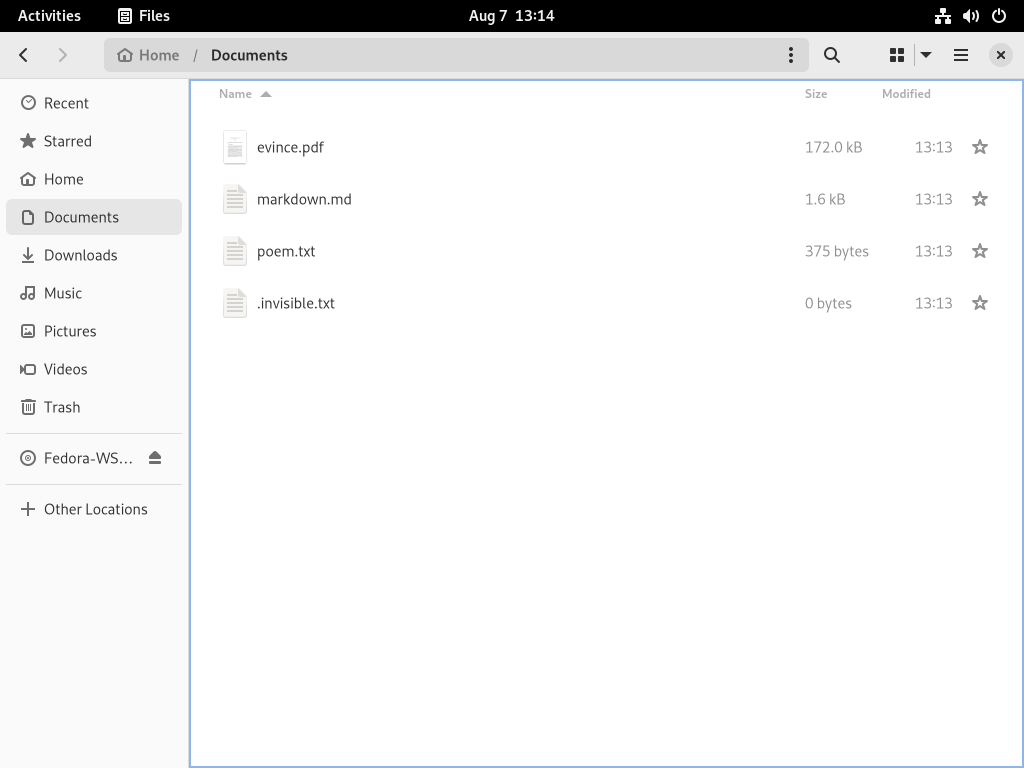 Activities Files Aug 7 13:14
Home / Documents
Name Size Modified
Recent
Starred
Home
Documents
Downloads
Music
Pictures
Videos
Trash
Fedora-WS…
Other Locations
evince.pdf 172.0 kB 13:13
markdown.md 1.6 kB 13:13
poem.txt 375 bytes 13:13
.invisible.txt 0 bytes 13:13